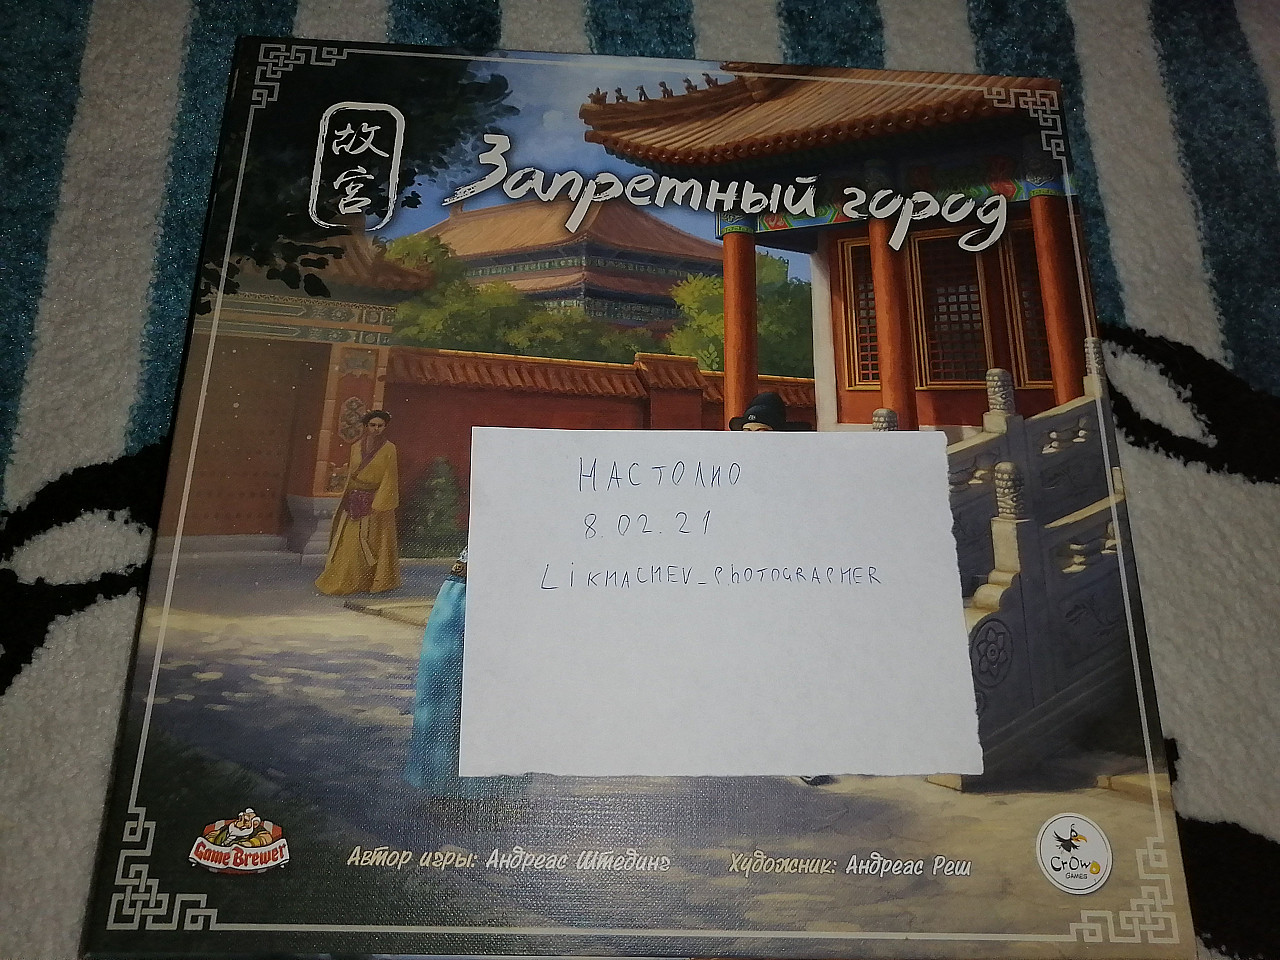 故宫
Запретный город
НАСТОЛИО
8.02.21
LiKHACHEV_PhOTOGRAPHER
Game Brewer
Автор игры: Андреас Штединг
Художник: Андреас Реш
CrOwD
GAMES